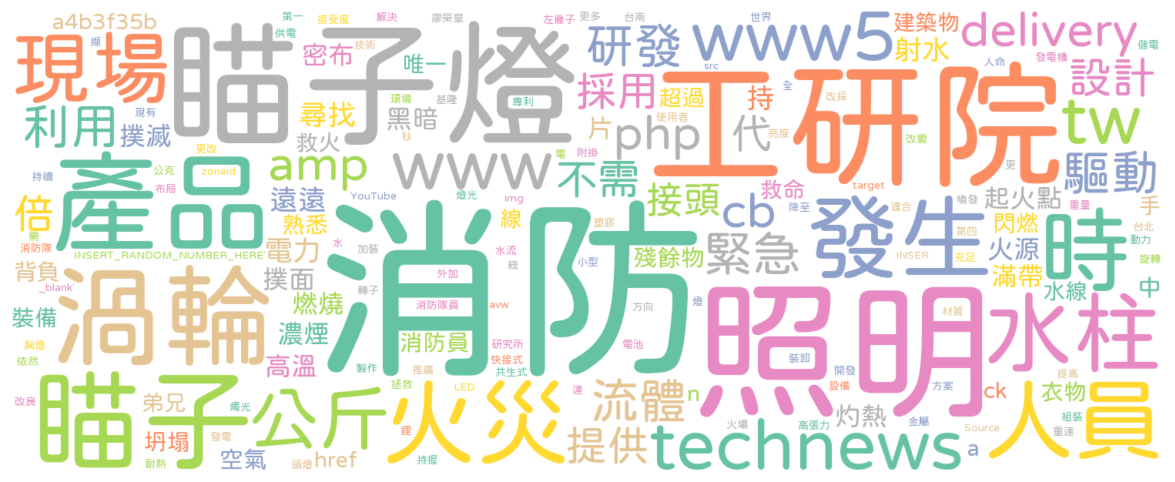 a4b3f35b
第一
供電
接受度
技術
解決
廖榮皇
左撇子
更多
台南
世界
建築物
delivery
儲電
現場
瞄子燈
密布
唯一
研發
www5
射水
發電機
src
人命
設計
現有
利用
撲滅
尋找
救火
環境
黑暗
秒
基隆
專利
採用
超過
片
使用者
持
全
亮度
改採
改變
工研院
tw
更改
公克
布局
zoneid
持續
產品
amp
www
電
附掛
php
代
不需
接頭
救命
target
更
驅動
手
倍
需
消防隊
遠遠
熟悉
YouTube
燈光
線
img
塑膠
cb
降至
適合
噴發
第四
起火點
重量
閃燃
台北
動力
旋轉
INSERT_RANDOM_NUMBER_HERE
電力
水
加裝
綠
水流
小型
殘餘物
緊急
發生
INSER
充足
火源
滿帶
時
背負
_blank
撲面
轉子
消防
外加
渦輪
燃燒
消防隊員
avw
方向
燈
照明
材質
水線
中
裝備
胸燈
依然
濃煙
高溫
製作
消防員
研究所
快接式
共生式
電池
裝卸
開發
設備
方案
提高
水柱
瞄子
改良
弟兄
燭光
公斤
推廣
拯救
LED
達
火災
流體
n
灼熱
ck
衣物
組裝
重達
人員
坍塌
耐熱
發電
空氣
頭燈
href
鋰
持握
提供
technews
火場
高張力
金屬
a
Source